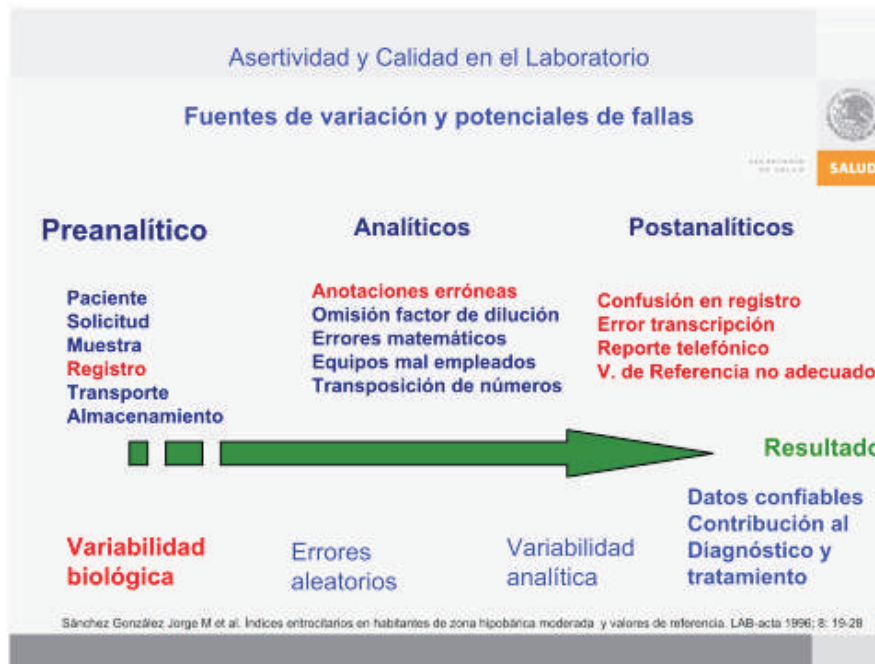 Asertividad y Calidad en el Laboratorio
Fuentes de variación y potenciales de fallas
SECRETARÍA
DE SALUD
SALUD
Preanalítico
Paciente
Solicitud
Muestra
Registro
Transporte
Almacenamiento
Analíticos
Anotaciones erróneas
Omisión factor de dilución
Errores matemáticos
Equipos mal empleados
Transposición de números
Postanalíticos
Confusión en registro
Error transcripción
Reporte telefónico
V. de Referencia no adecuado
Resultado
Variabilidad
biológica
Errores
aleatorios
Variabilidad
analítica
Datos confiables
Contribución al
Diagnóstico y
tratamiento
Sánchez González Jorge M et al. Índices entrocitarios en habitantes de zona hipobárica moderada y valores de referencia. LAB-acta 1996; 8: 19-28